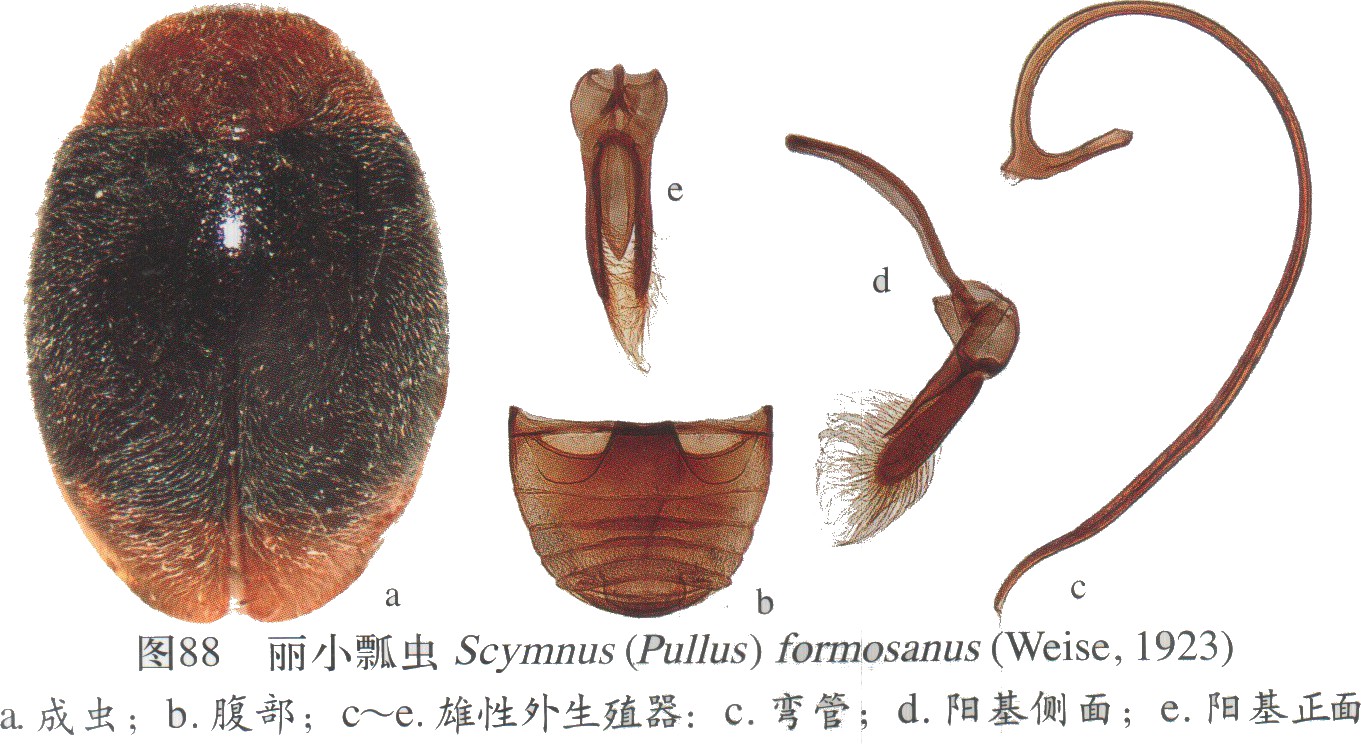 e
d
a
b
c
图88 丽小瓢虫 Scymnus (Pullus) formosanus (Weise, 1923)
a. 成虫；b. 腹部；c～e. 雄性外生殖器：c. 弯管；d. 阳基侧面；e. 阳基正面